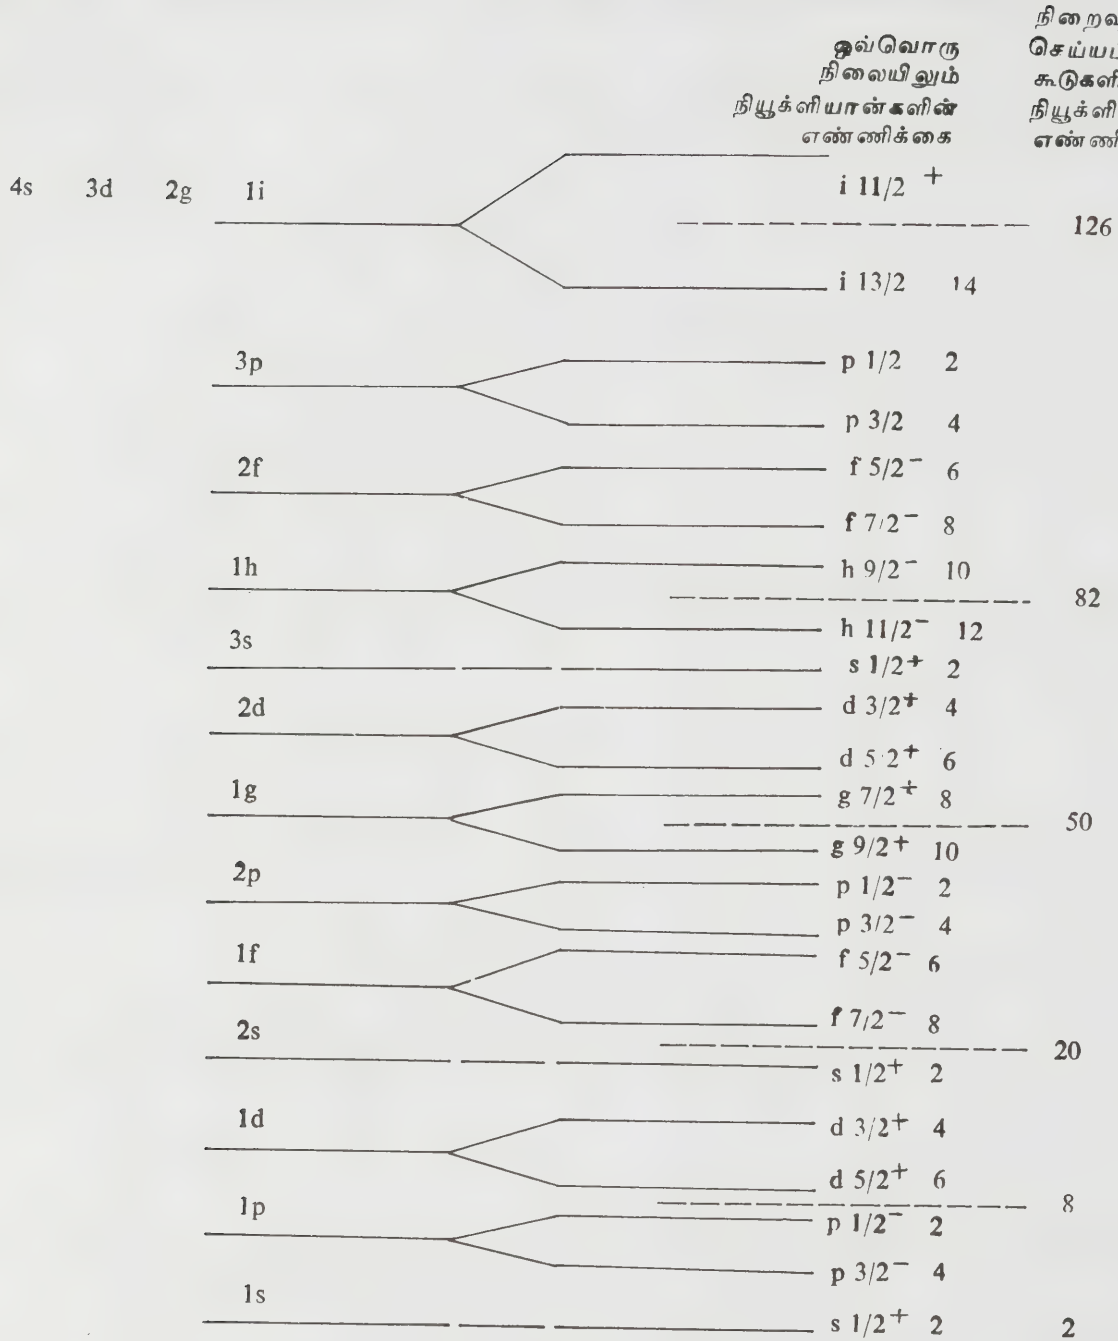 ஒவ்வொரு
நிலையிலும்
நியூக்ளியான்களின்
எண்ணிக்கை
4s 3d 2g 1i
i 11/2 +
126
i 13/2 14
3p
p 1/2 2
p 3/2 4
2f
f 5/2− 6
f 7/2− 8
1h
h 9/2− 10
82
h 11/2− 12
3s
s 1/2+ 2
2d
d 3/2+ 4
d 5/2+ 6
1g
g 7/2+ 8
50
g 9/2+ 10
2p
p 1/2− 2
p 3/2− 4
1f
f 5/2− 6
f 7/2− 8
2s
20
s 1/2+ 2
1d
d 3/2+ 4
d 5/2+ 6
8
1p
p 1/2− 2
p 3/2− 4
1s
s 1/2+ 2 2